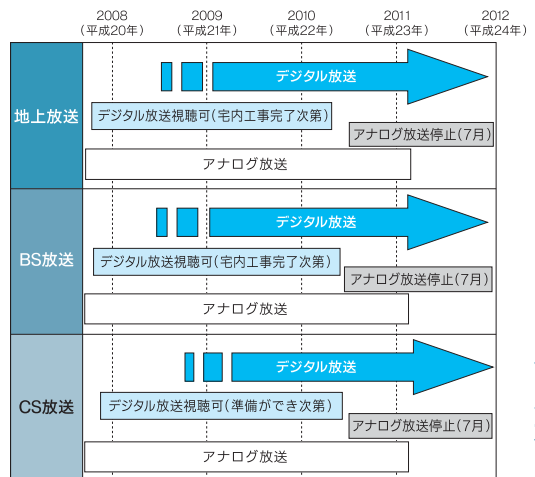 2008 2009 2010 2011 2012
(平成20年) (平成21年) (平成22年) (平成23年) (平成24年)
地上放送
デジタル放送
デジタル放送視聴可(宅内工事完了次第)
アナログ放送停止(7月)
アナログ放送
BS放送
デジタル放送
デジタル放送視聴可(宅内工事完了次第)
アナログ放送停止(7月)
アナログ放送
CS放送
デジタル放送
デジタル放送視聴可(準備ができ次第)
アナログ放送停止(7月)
アナログ放送